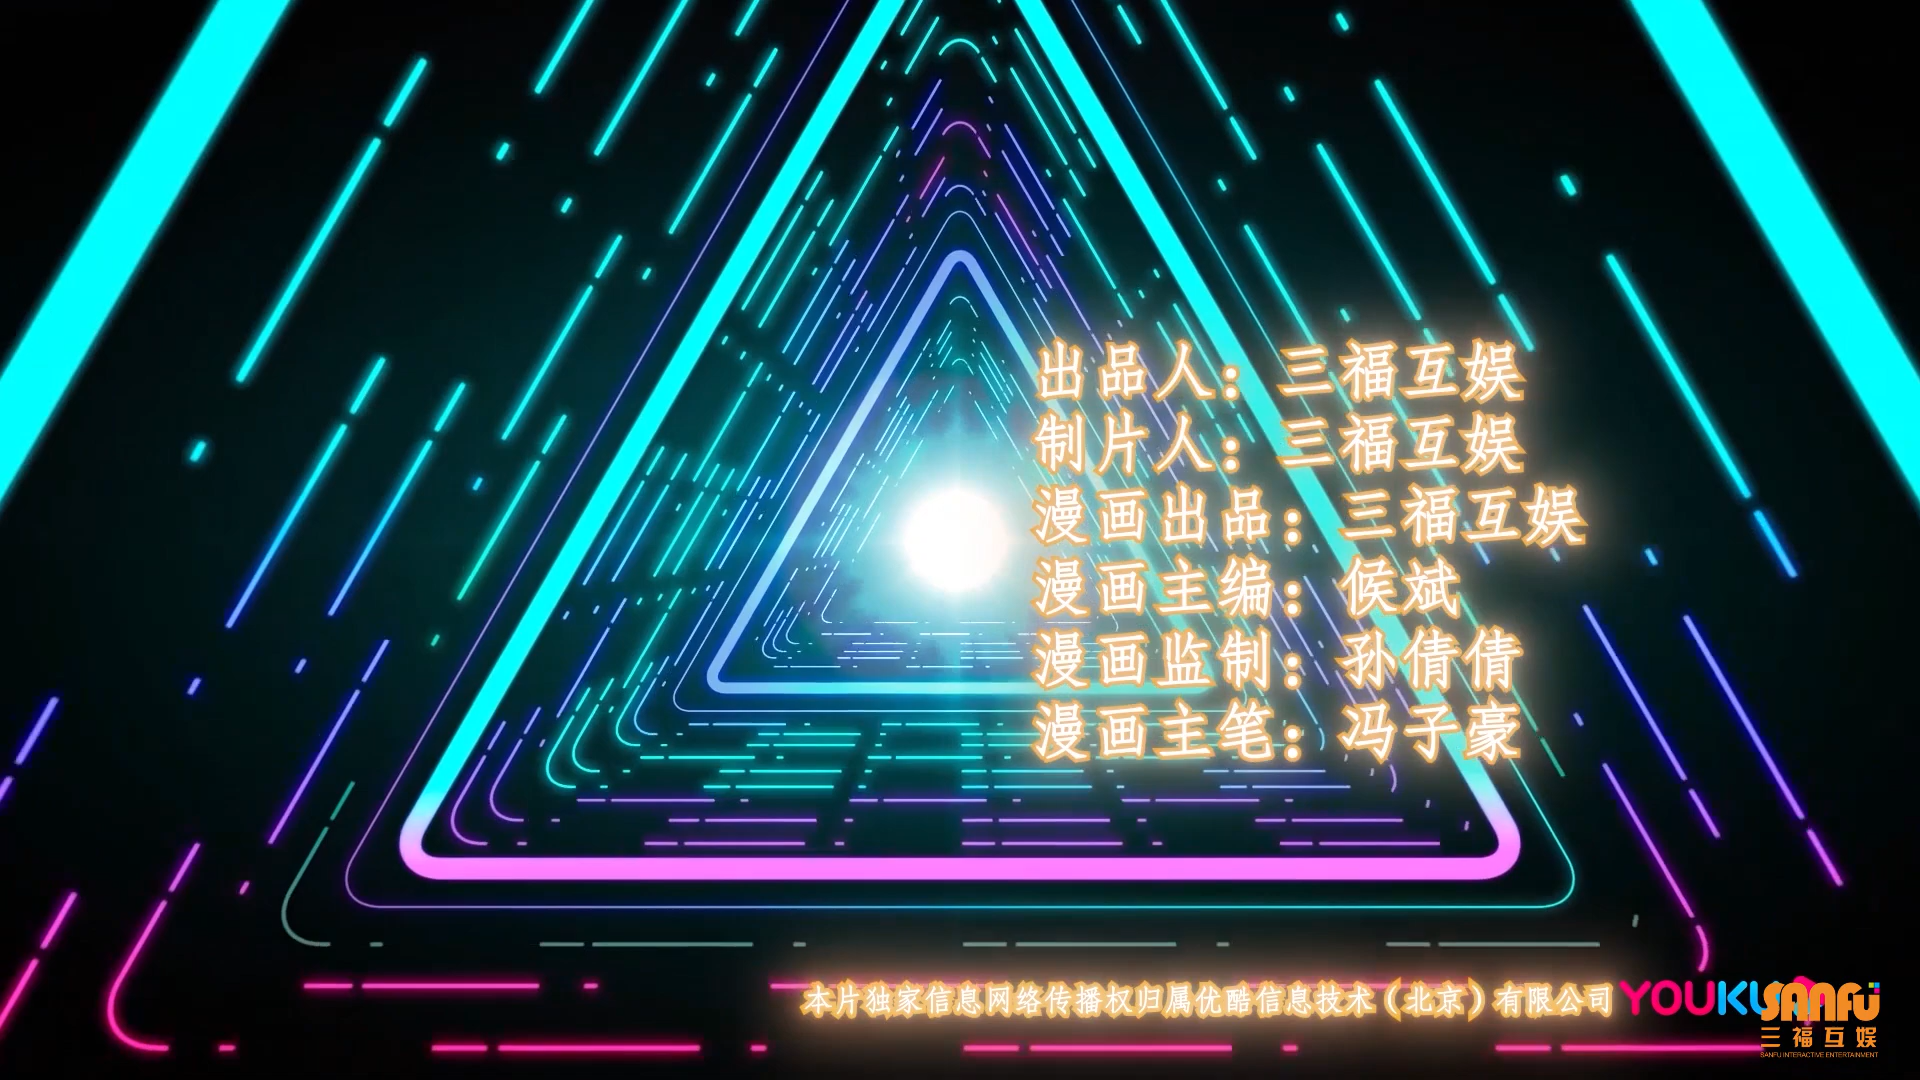 出品人：三福互娱
制片人：三福互娱
漫画出品：三福互娱
漫画主编：候斌
漫画监制：孙倩倩
漫画主笔：冯子豪
本片独家信息网络传播权归属优酷信息技术（北京）有限公司
YOUKU
SANFU
三福互娱
SANFU INTERACTIVE ENTERTAINMENT